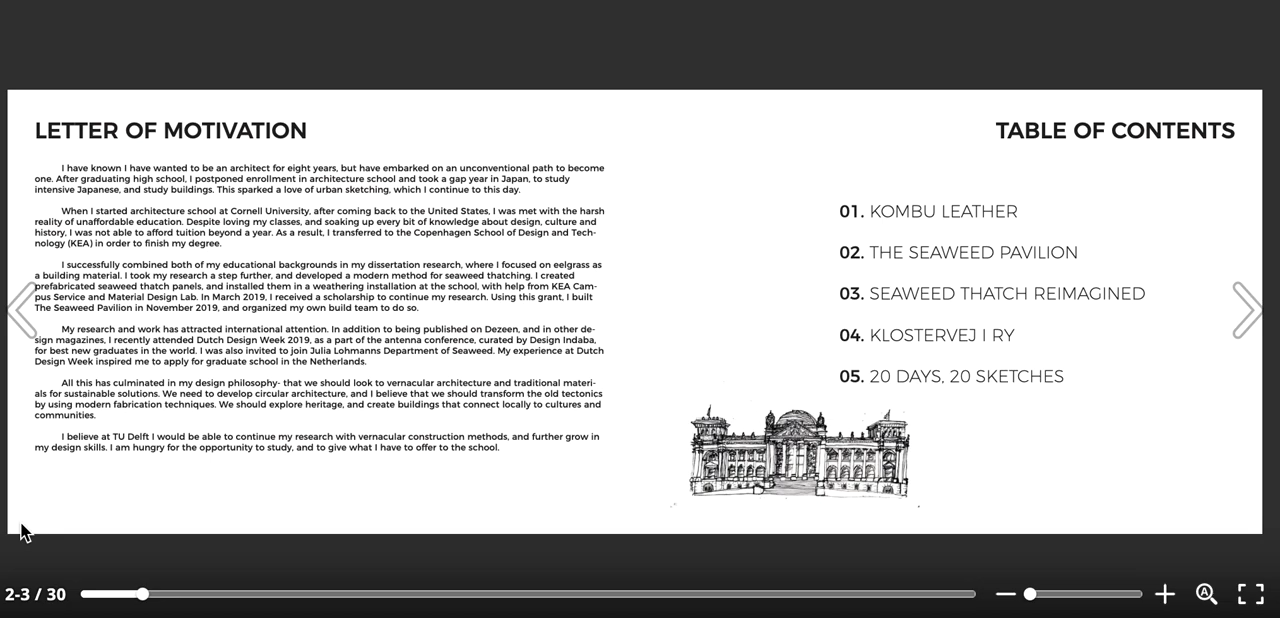 LETTER OF MOTIVATION
I have known I have wanted to be an architect for eight years, but have embarked on an unconventional path to become
one. After graduating high school, I postponed enrollment in architecture school and took a gap year in Japan, to study
intensive Japanese, and study buildings. This sparked a love of urban sketching, which I continue to this day.
When I started architecture school at Cornell University, after coming back to the United States, I was met with the harsh
reality of unaffordable education. Despite loving my classes, and soaking up every bit of knowledge about design, culture and
history, I was not able to afford tuition beyond a year. As a result, I transferred to the Copenhagen School of Design and Tech-
nology (KEA) in order to finish my degree.
I successfully combined both of my educational backgrounds in my dissertation research, where I focused on eelgrass as
a building material. I took my research a step further, and developed a modern method for seaweed thatching. I created
prefabricated seaweed thatch panels, and installed them in a weathering installation at the school, with help from KEA Cam-
pus Service and Material Design Lab. In March 2019, I received a scholarship to continue my research. Using this grant, I built
The Seaweed Pavilion in November 2019, and organized my own build team to do so.
My research and work has attracted international attention. In addition to being published on Dezeen, and in other de-
sign magazines, I recently attended Dutch Design Week 2019, as a part of the antenna conference, curated by Design Indaba,
for best new graduates in the world. I was also invited to join Julia Lohmanns Department of Seaweed. My experience at Dutch
Design Week inspired me to apply for graduate school in the Netherlands.
All this has culminated in my design philosophy- that we should look to vernacular architecture and traditional materi-
als for sustainable solutions. We need to develop circular architecture, and I believe that we should transform the old tectonics
by using modern fabrication techniques. We should explore heritage, and create buildings that connect locally to cultures and
communities.
I believe at TU Delft I would be able to continue my research with vernacular construction methods, and further grow in
my design skills. I am hungry for the opportunity to study, and to give what I have to offer to the school.
TABLE OF CONTENTS
01. KOMBU LEATHER
02. THE SEAWEED PAVILION
03. SEAWEED THATCH REIMAGINED
04. KLOSTERVEJ I RY
05. 20 DAYS, 20 SKETCHES
2-3 / 30
A